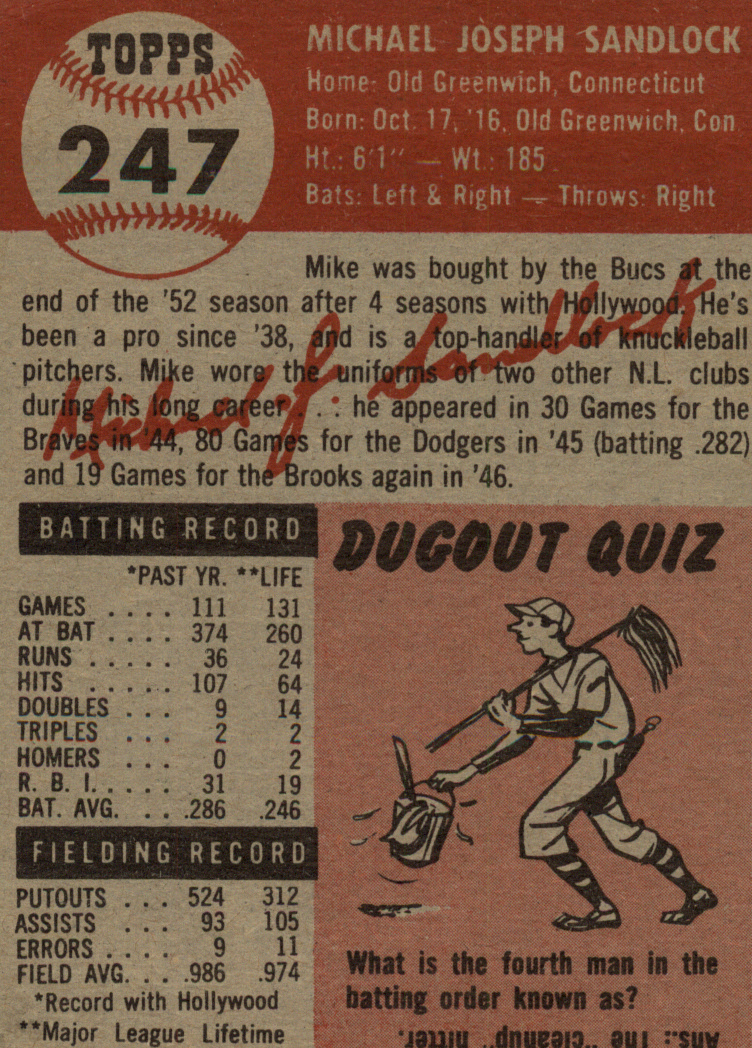 TOPPS
247
MICHAEL JOSEPH SANDLOCK
Home: Old Greenwich, Connecticut
Born: Oct. 17, '16, Old Greenwich, Con
Ht.: 6'1" — Wt.: 185
Bats: Left & Right — Throws: Right
Mike was bought by the Bucs at the
end of the '52 season after 4 seasons with Hollywood. He's
been a pro since '38, and is a top-handler of knuckleball
pitchers. Mike wore the uniforms of two other N.L. clubs
during his long career . . . he appeared in 30 Games for the
Braves in '44, 80 Games for the Dodgers in '45 (batting .282)
and 19 Games for the Brooks again in '46.
Michael J. Sandlock
BATTING RECORD
*PAST YR. **LIFE
GAMES . . . . 111 131
AT BAT . . . . 374 260
RUNS . . . . . 36 24
HITS . . . . . 107 64
DOUBLES . . . 9 14
TRIPLES . . . 2 2
HOMERS . . . 0 2
R. B. I. . . . . . 31 19
BAT. AVG. . . .286 .246
FIELDING RECORD
PUTOUTS . . . 524 312
ASSISTS . . . 93 105
ERRORS . . . . 9 11
FIELD AVG. . . .986 .974
*Record with Hollywood
**Major League Lifetime
DUGOUT QUIZ
What is the fourth man in the
batting order known as?
Ans.: The "cleanup" hitter.